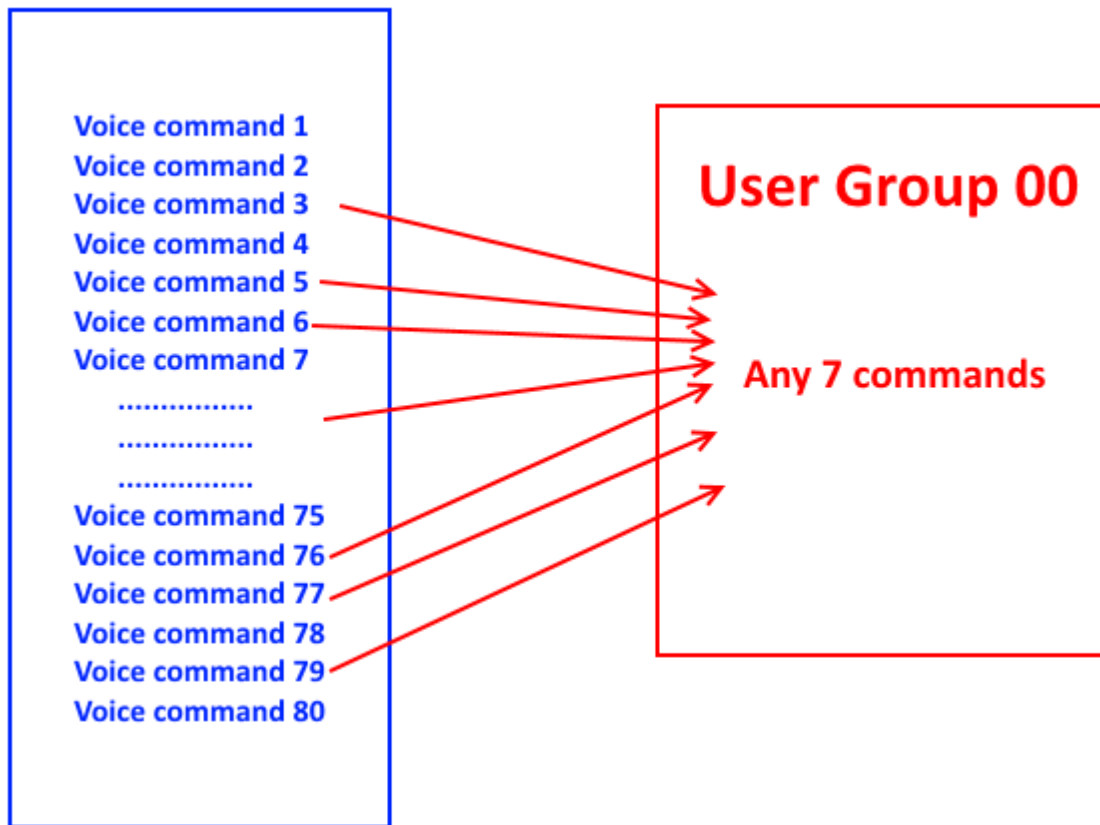 Voice command 1
Voice command 2
Voice command 3
Voice command 4
Voice command 5
Voice command 6
Voice command 7
................
................
................
Voice command 75
Voice command 76
Voice command 77
Voice command 78
Voice command 79
Voice command 80
User Group 00
Any 7 commands